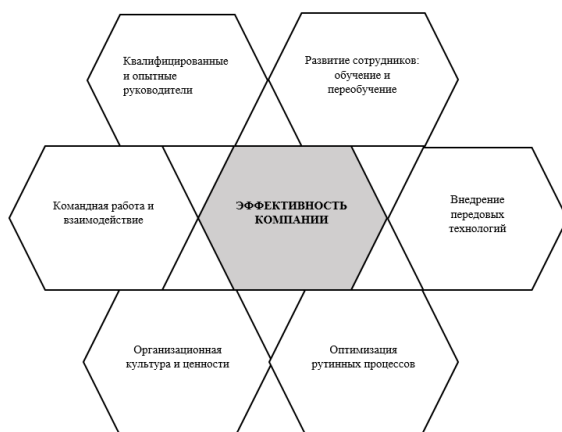 Квалифицированные
и опытные
руководители
Развитие сотрудников:
обучение и
переобучение
Командная работа и
взаимодействие
ЭФФЕКТИВНОСТЬ
КОМПАНИИ
Внедрение
передовых
технологий
Организационная
культура и ценности
Оптимизация
рутинных процессов